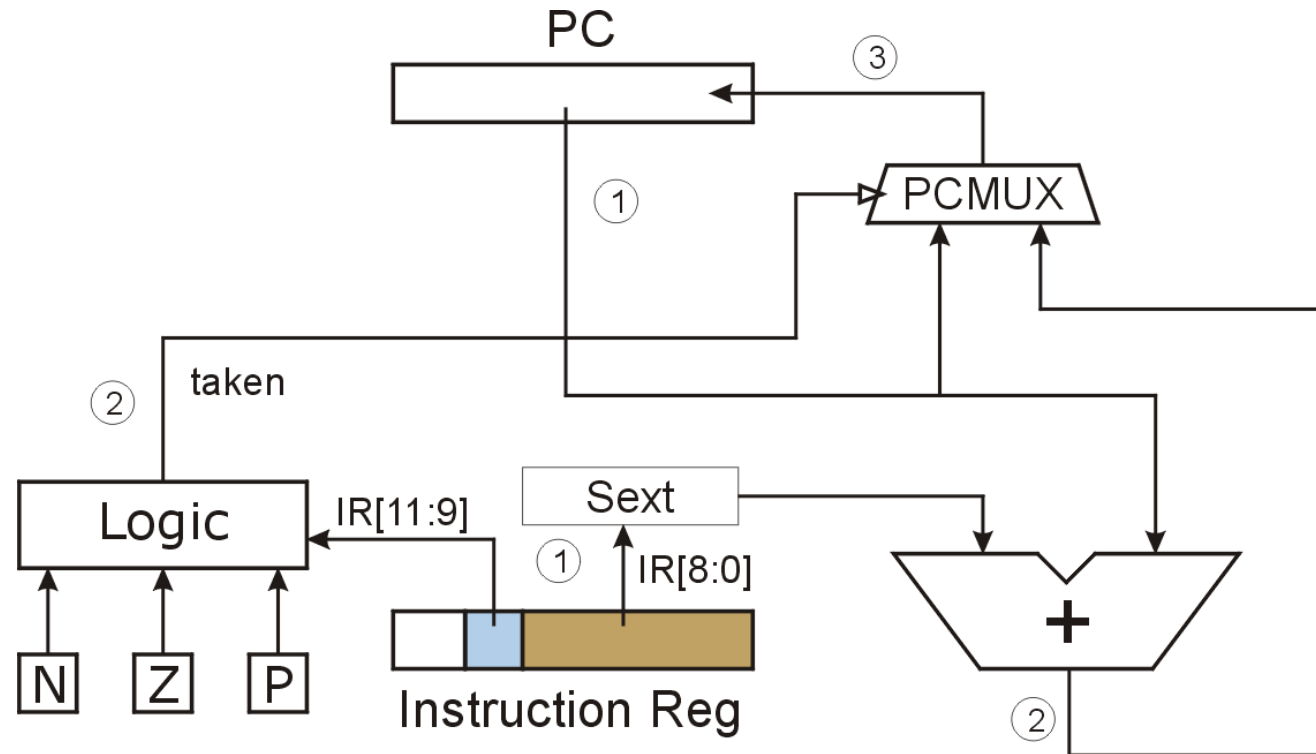 PC
3
1
PCMUX
taken
2
Sext
Logic
IR[11:9]
1
IR[8:0]
+
N
Z
P
Instruction Reg
2